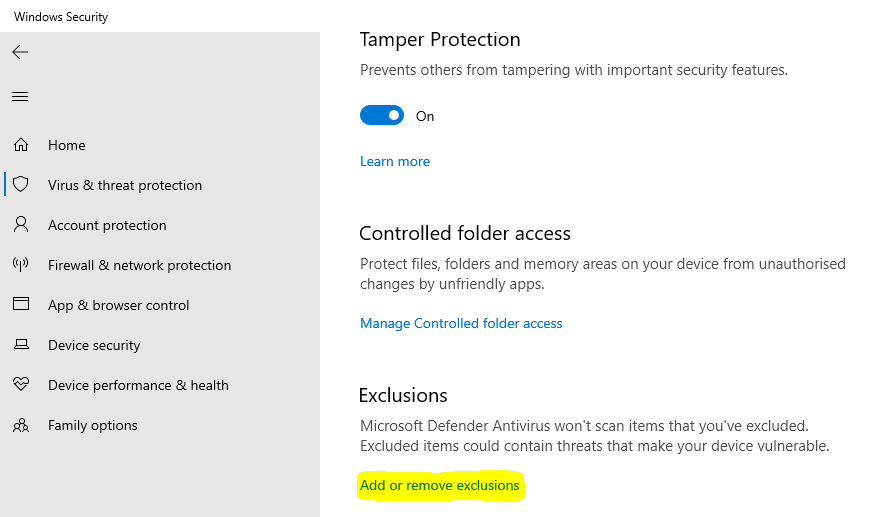 Windows Security
Home
Virus & threat protection
Account protection
Firewall & network protection
App & browser control
Device security
Device performance & health
Family options
Tamper Protection
Prevents others from tampering with important security features.
On
Learn more
Controlled folder access
Protect files, folders and memory areas on your device from unauthorised
changes by unfriendly apps.
Manage Controlled folder access
Exclusions
Microsoft Defender Antivirus won't scan items that you've excluded.
Excluded items could contain threats that make your device vulnerable.
Add or remove exclusions